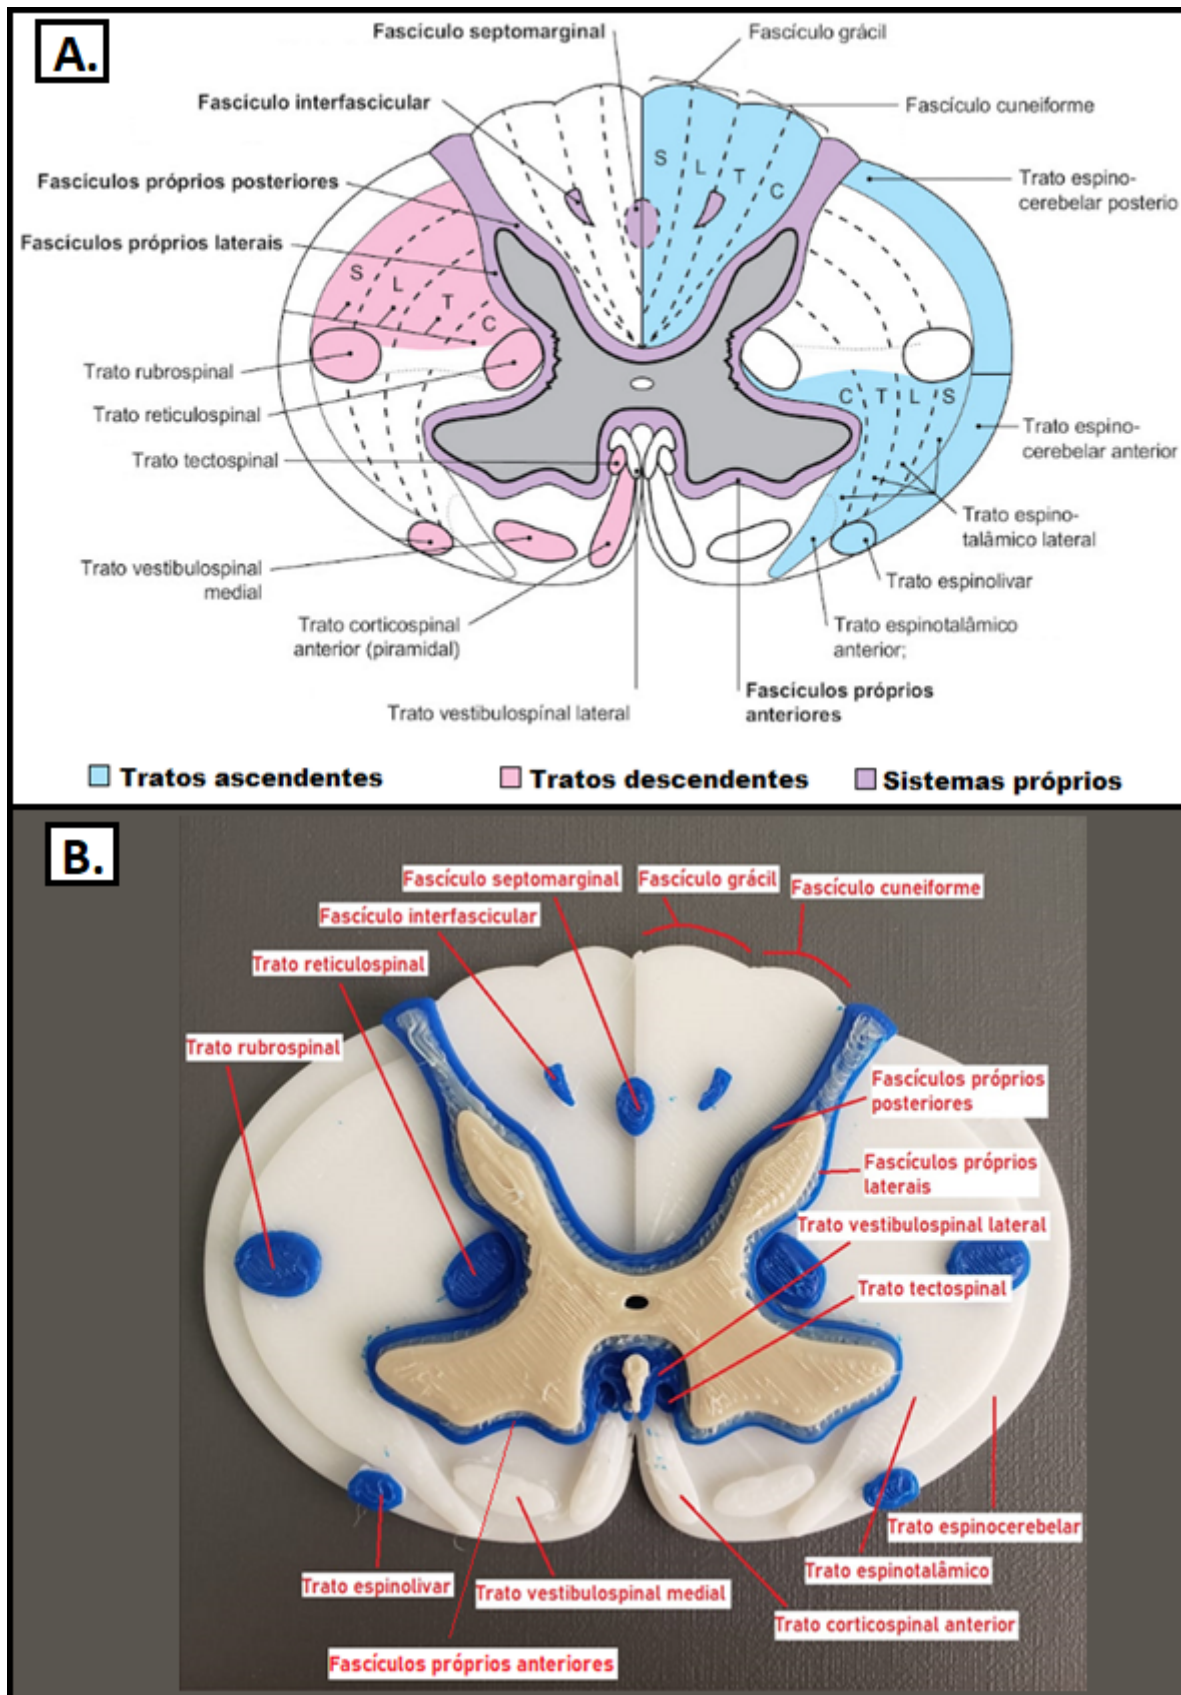 A.
Fascículo septomarginal
Fascículo grácil
Fascículo interfascicular
Fascículo cuneiforme
Fascículos próprios posteriores
Trato espino-
cerebelar posterio
Fascículos próprios laterais
S
L
T
C
S
L
T
C
Trato rubrospinal
Trato reticulospinal
C
T
L
S
Trato espino-
cerebelar anterior
Trato tectospinal
Trato espino-
talâmico lateral
Trato vestibulospinal
medial
Trato espinolivar
Trato corticospinal
anterior (piramidal)
Trato espinotalâmico
anterior;
Trato vestibulospinal lateral
Fascículos próprios
anteriores
Tratos ascendentes
Tratos descendentes
Sistemas próprios
B.
Fascículo septomarginal
Fascículo grácil
Fascículo cuneiforme
Fascículo interfascicular
Trato reticulospinal
Trato rubrospinal
Fascículos próprios
posteriores
Fascículos próprios
laterais
Trato vestibulospinal lateral
Trato tectospinal
Trato espinocerebelar
Trato espinotalâmico
Trato espinolivar
Trato vestibulospinal medial
Trato corticospinal anterior
Fascículos próprios anteriores